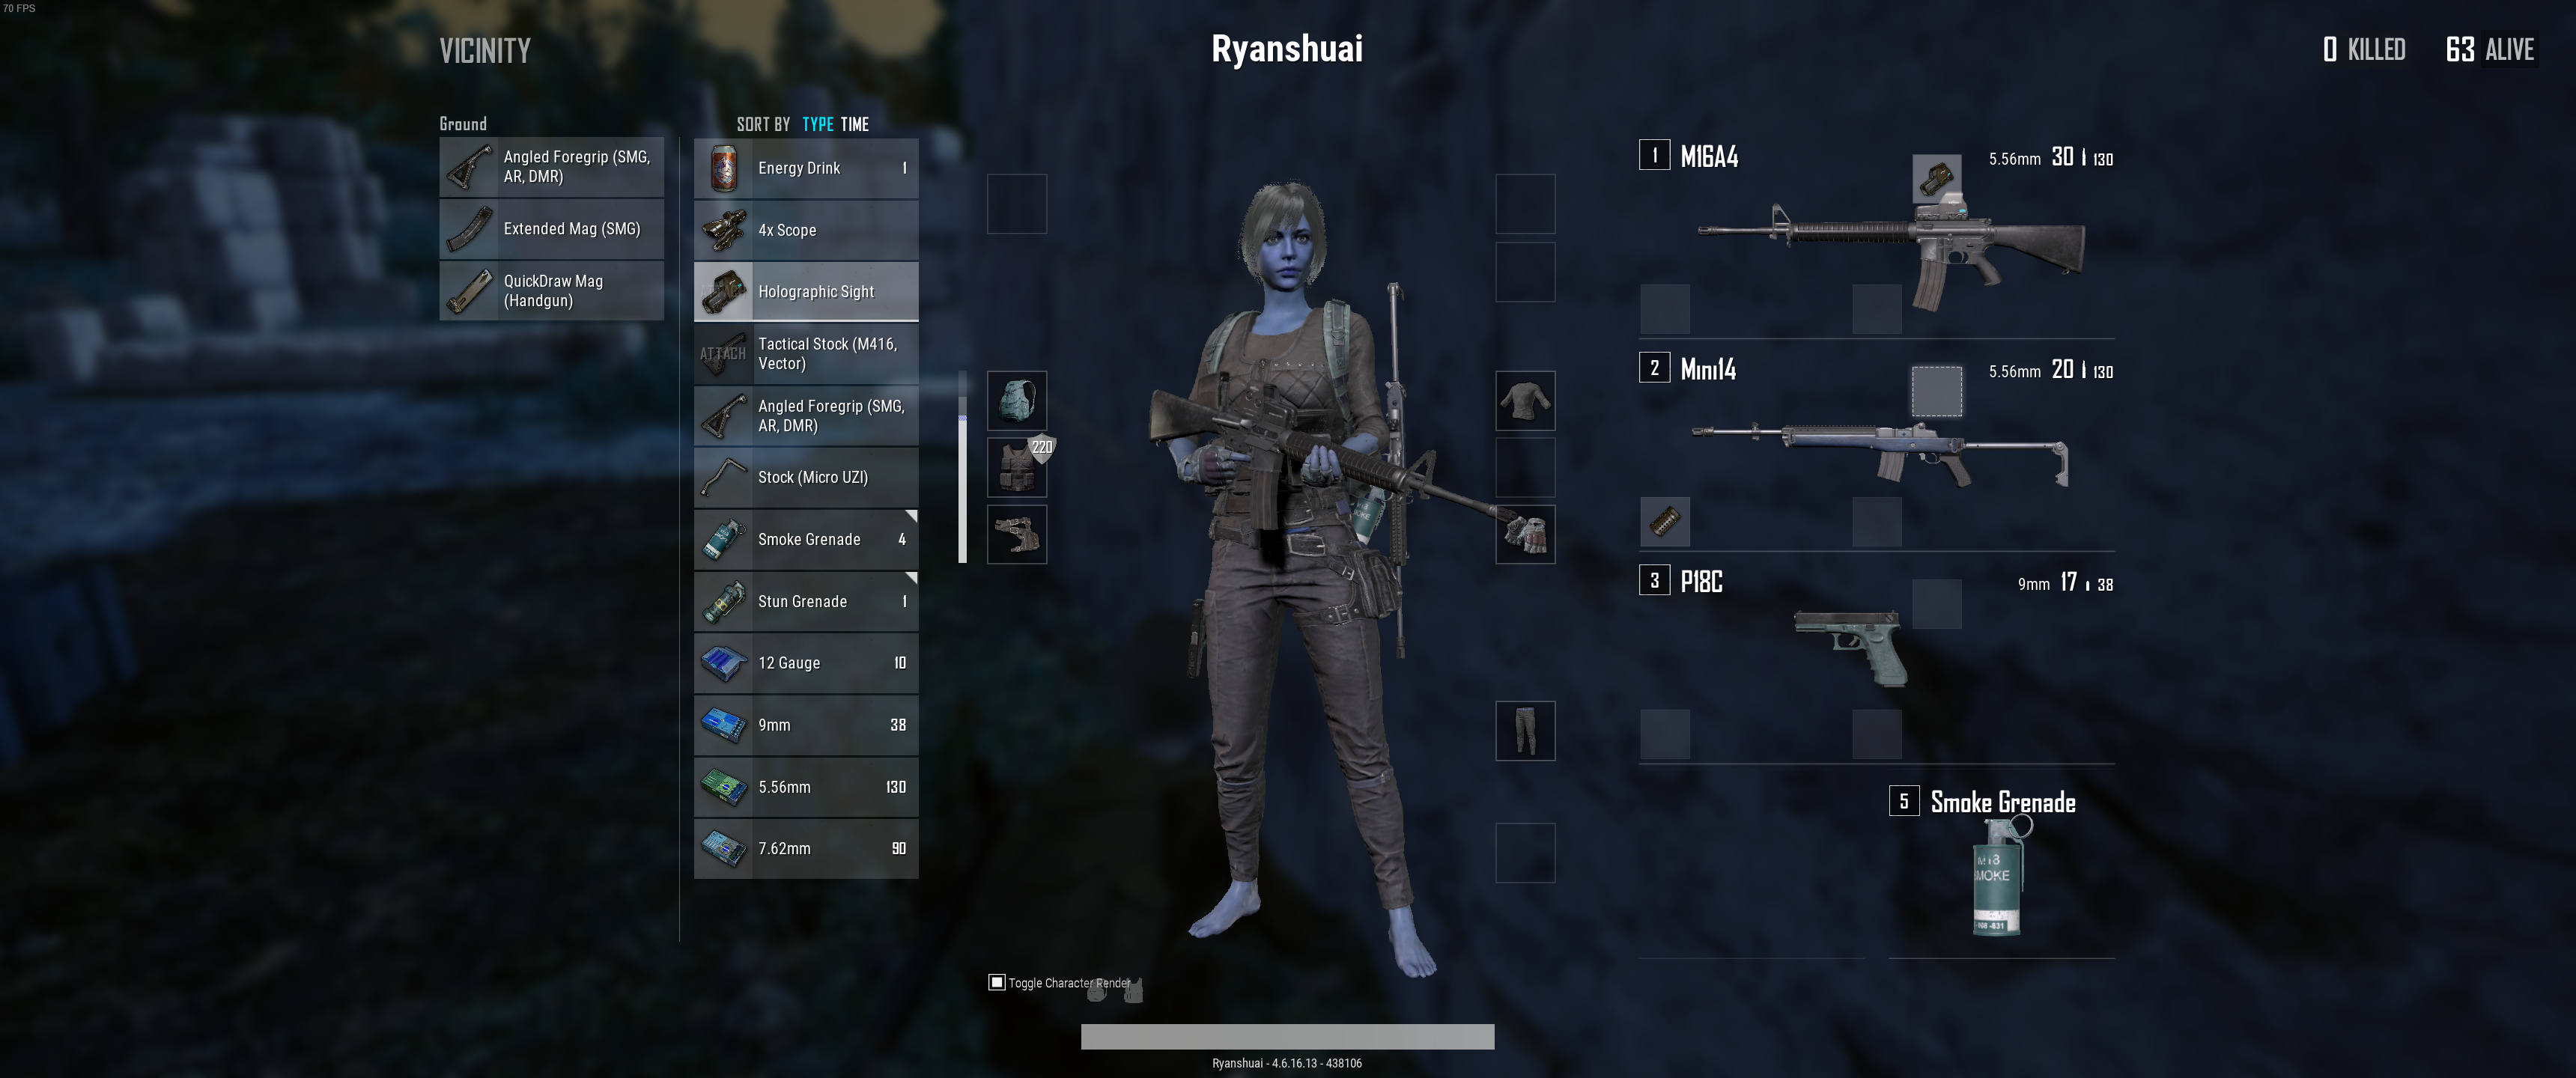 70 FPS
VICINITY
Ryanshuai
0 KILLED 63 ALIVE
Ground
Angled Foregrip (SMG,
AR, DMR)
Extended Mag (SMG)
QuickDraw Mag
(Handgun)
SORT BY TYPE TIME
Energy Drink 1
4x Scope
Holographic Sight
ATTACH
Tactical Stock (M416,
Vector)
Angled Foregrip (SMG,
AR, DMR)
Stock (Micro UZI)
Smoke Grenade 4
Stun Grenade 1
12 Gauge 10
9mm 38
5.56mm 130
7.62mm 90
220
1 M16A4 5.56mm 30 130
2 Mini14 5.56mm 20 130
3 P18C 9mm 17 38
5 Smoke Grenade
M18
SMOKE
Toggle Character Render
Ryanshuai - 4.6.16.13 - 438106